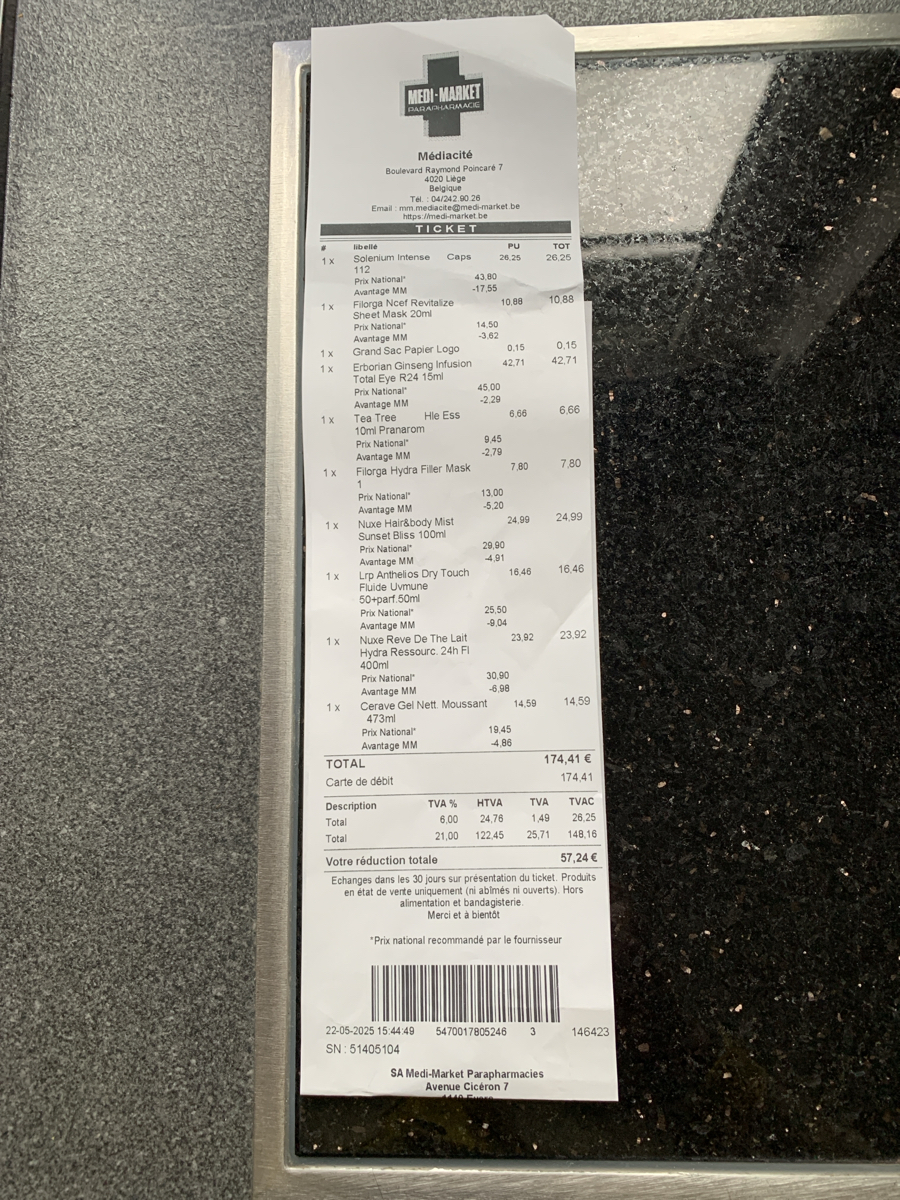 MEDI-MARKET
PARAPHARMACIE
Médiacité
Boulevard Raymond Poincaré 7
4020 Liège
Belgique
Tél. : 04/242.90.26
Email : mm.mediacite@medi-market.be
https://medi-market.be
TICKET
# libellé PU TOT
1 x Solenium Intense Caps 26,25 26,25
112
Prix National* 43,80
Avantage MM -17,55
1 x Filorga Ncef Revitalize 10,88 10,88
Sheet Mask 20ml
Prix National* 14,50
Avantage MM -3,62
1 x Grand Sac Papier Logo 0,15 0,15
1 x Erborian Ginseng Infusion 42,71 42,71
Total Eye R24 15ml
Prix National* 45,00
Avantage MM -2,29
1 x Tea Tree Hle Ess 6,66 6,66
10ml Pranarom
Prix National* 9,45
Avantage MM -2,79
1 x Filorga Hydra Filler Mask 7,80 7,80
1
Prix National* 13,00
Avantage MM -5,20
1 x Nuxe Hair&body Mist 24,99 24,99
Sunset Bliss 100ml
Prix National* 29,90
Avantage MM -4,91
1 x Lrp Anthelios Dry Touch 16,46 16,46
Fluide Uvmune
50+parf.50ml
Prix National* 25,50
Avantage MM -9,04
1 x Nuxe Reve De The Lait 23,92 23,92
Hydra Ressourc. 24h Fl
400ml
Prix National* 30,90
Avantage MM -6,98
1 x Cerave Gel Nett. Moussant 14,59 14,59
473ml
Prix National* 19,45
Avantage MM -4,86
TOTAL 174,41 €
Carte de débit 174,41
Description TVA % HTVA TVA TVAC
Total 6,00 24,76 1,49 26,25
Total 21,00 122,45 25,71 148,16
Votre réduction totale 57,24 €
Echanges dans les 30 jours sur présentation du ticket. Produits
en état de vente uniquement (ni abîmés ni ouverts). Hors
alimentation et bandagisterie.
Merci et à bientôt
*Prix national recommandé par le fournisseur
22-05-2025 15:44:49 5470017805246 3 146423
SN : 51405104
SA Medi-Market Parapharmacies
Avenue Cicéron 7